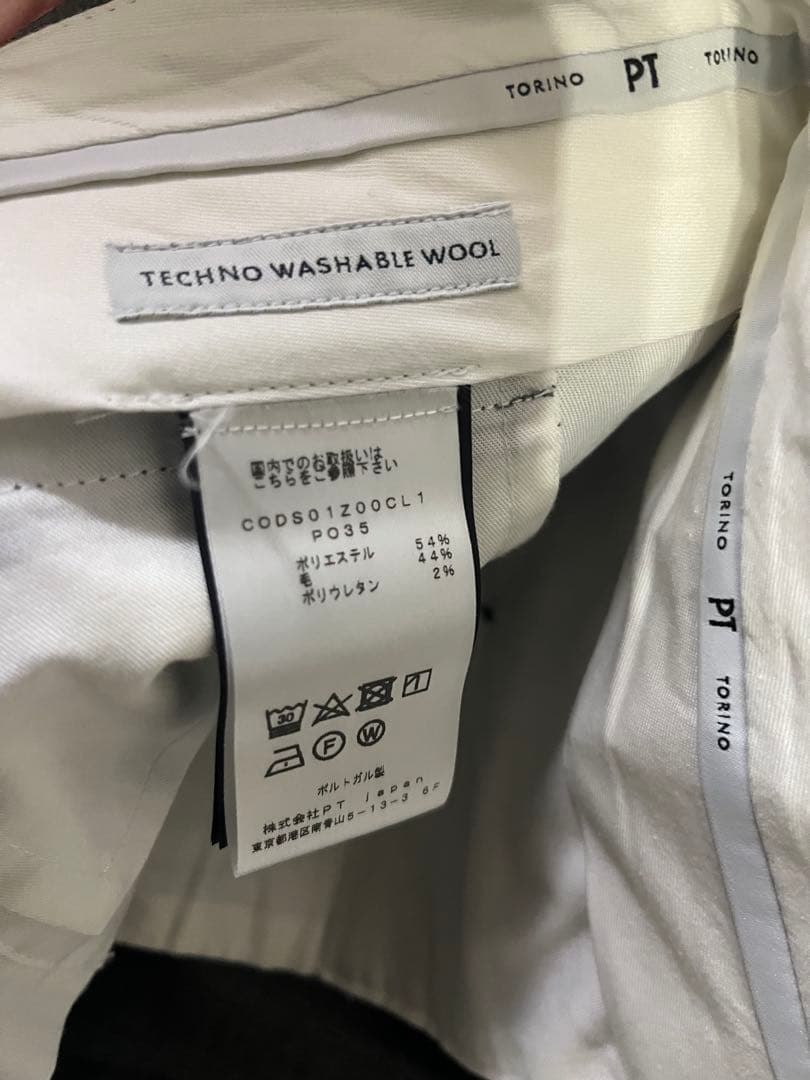 TORINO PT TORINO
TECHNO WASHABLE WOOL
国内でのお取扱いは
こちらをご参照下さい
CODS01Z00CL1
PO35
ポリエステル 54%
毛 44%
ポリウレタン 2%
30
F W
ポルトガル製
株式会社PT japan
東京都港区南青山5-13-3 6F
TORINO PT TORINO